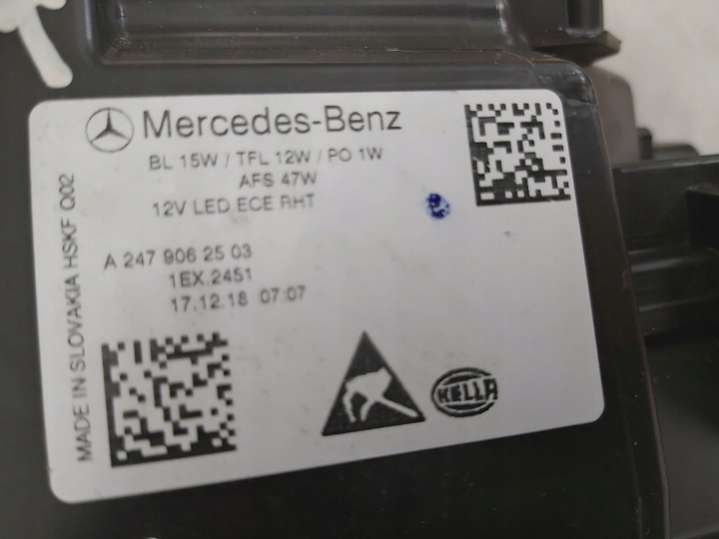 Mercedes-Benz
BL 15W / TFL 12W / PO 1W
AFS 47W
12V LED ECE RHT
A 247 906 25 03
1EX.2451
17.12.18 07:07
MADE IN SLOVAKIA HSKF Q02
HELLA